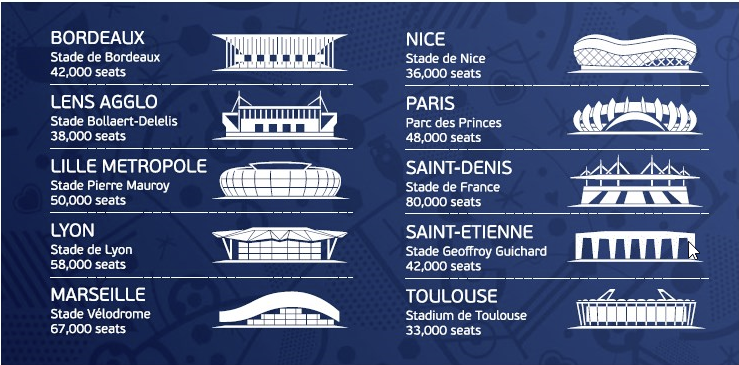 BORDEAUX
Stade de Bordeaux
42,000 seats
LENS AGGLO
Stade Bollaert-Delelis
38,000 seats
LILLE METROPOLE
Stade Pierre Mauroy
50,000 seats
LYON
Stade de Lyon
58,000 seats
MARSEILLE
Stade Vélodrome
67,000 seats
NICE
Stade de Nice
36,000 seats
PARIS
Parc des Princes
48,000 seats
SAINT-DENIS
Stade de France
80,000 seats
SAINT-ETIENNE
Stade Geoffroy Guichard
42,000 seats
TOULOUSE
Stadium de Toulouse
33,000 seats